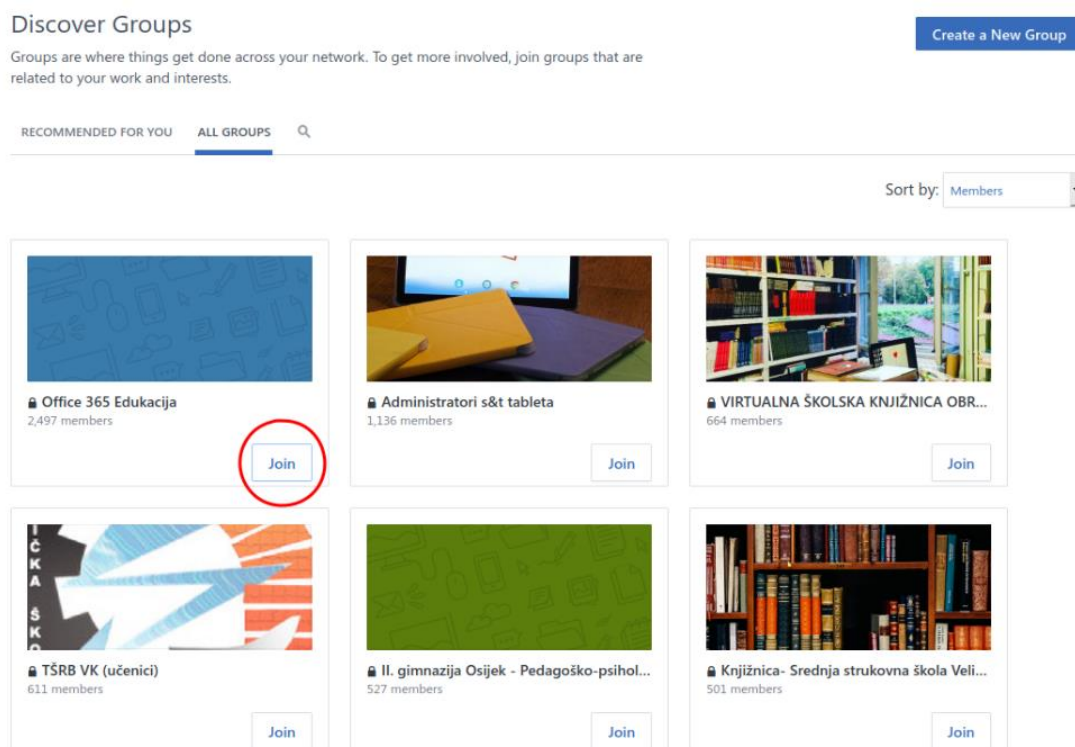 Discover Groups
Create a New Group
Groups are where things get done across your network. To get more involved, join groups that are
related to your work and interests.
RECOMMENDED FOR YOU ALL GROUPS
Sort by: Members
Office 365 Edukacija
2,497 members
Join
Administratori s&t tableta
1,136 members
Join
VIRTUALNA ŠKOLSKA KNJIŽNICA OBR...
664 members
Join
IČKA ŠKO
TŠRB VK (učenici)
611 members
Join
II. gimnazija Osijek - Pedagoško-psihol...
527 members
Join
Knjižnica- Srednja strukovna škola Veli...
501 members
Join